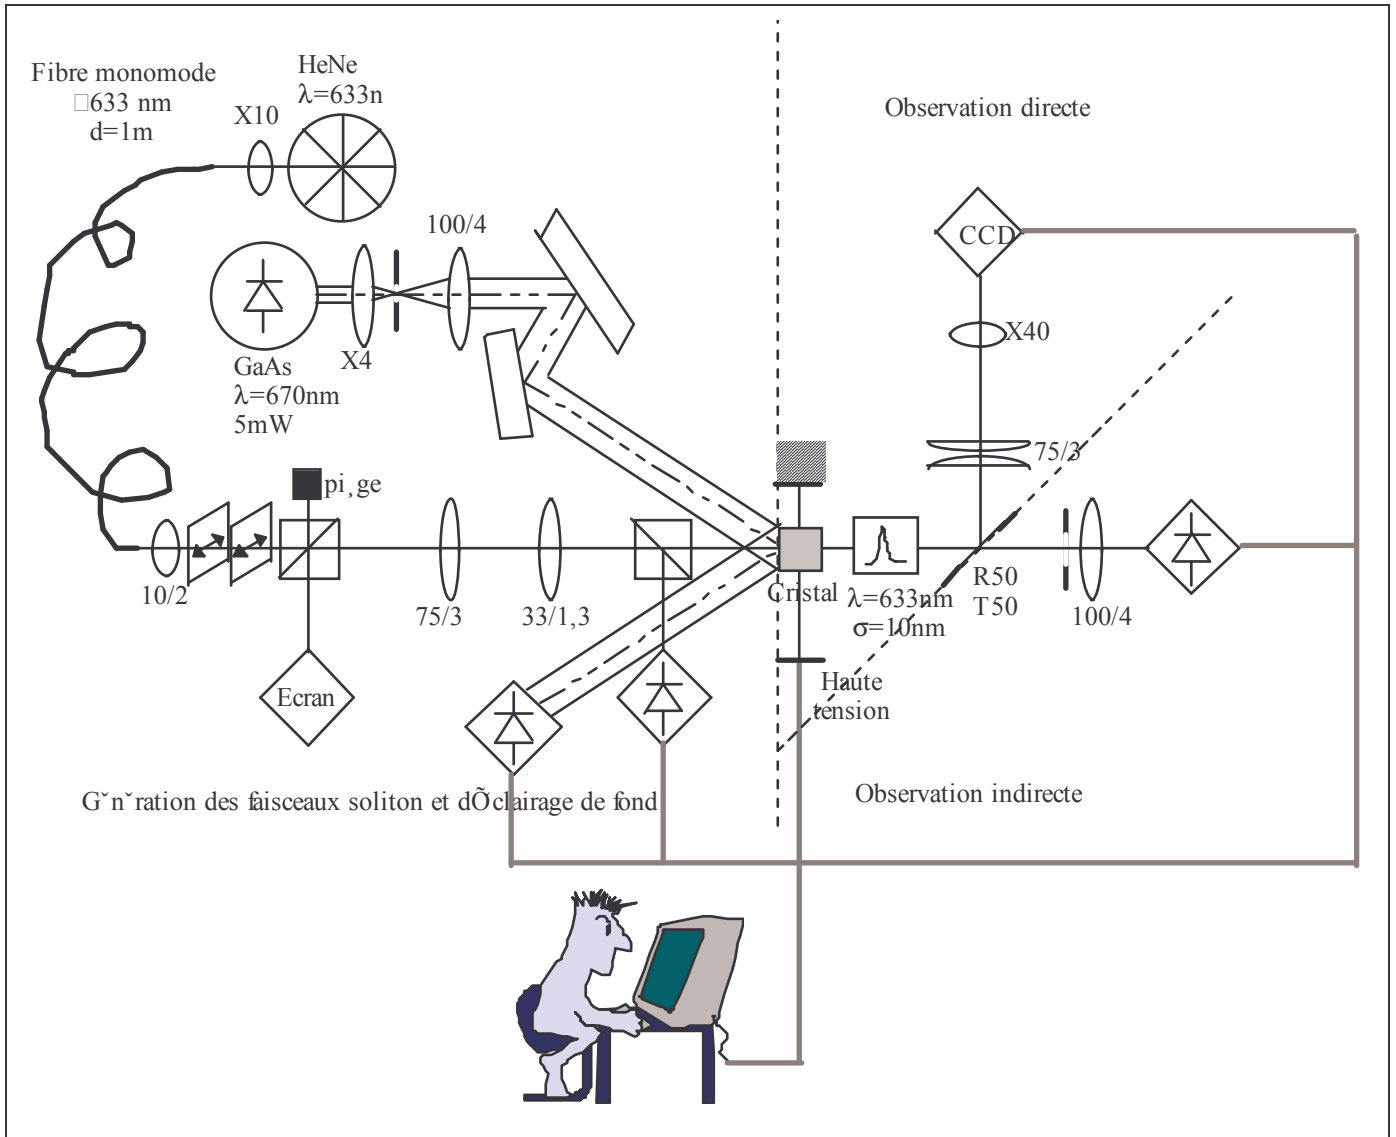 Fibre monomode
□633 nm
d=1m
HeNe
λ=633n
X10
Observation directe
100/4
CCD
X40
GaAs
λ=670nm
5mW
X4
75/3
pi¸ge
10/2
75/3
33/1,3
Cristal
λ=633nm
σ=10nm
R50
T50
100/4
Ecran
Haute
tension
Gˇnˇration des faisceaux soliton et dÕclairage de fond
Observation indirecte